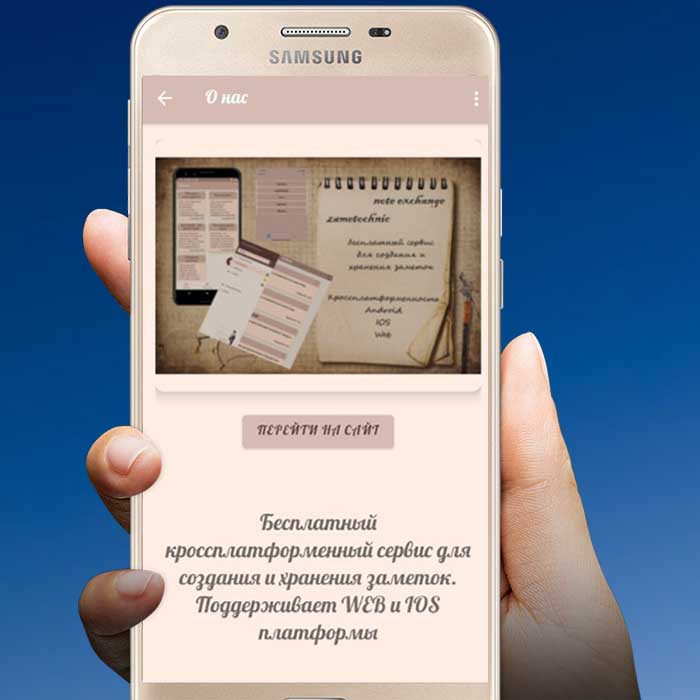 SAMSUNG
О нас
note exchange
zametechnic
бесплатный сервис
для создания и
хранения заметок
Кроссплатформенность
Android
IOS
Web
ПЕРЕЙТИ НА САЙТ
Бесплатный
кроссплатформенный сервис для
создания и хранения заметок.
Поддерживает WEB и IOS
платформы